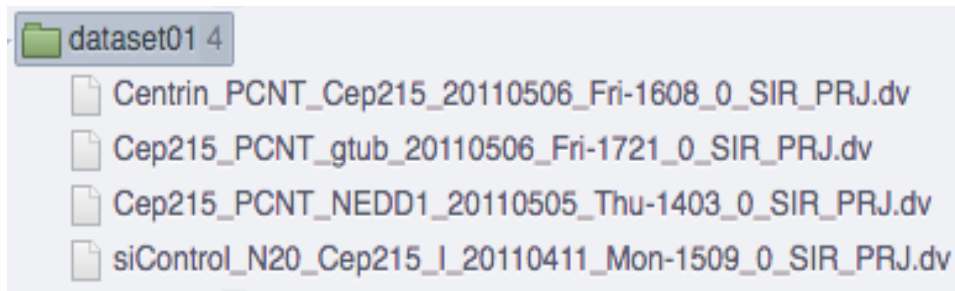 dataset01 4
Centrin_PCNT_Cep215_20110506_Fri-1608_0_SIR_PRJ.dv
Cep215_PCNT_gtub_20110506_Fri-1721_0_SIR_PRJ.dv
Cep215_PCNT_NEDD1_20110505_Thu-1403_0_SIR_PRJ.dv
siControl_N20_Cep215_I_20110411_Mon-1509_0_SIR_PRJ.dv